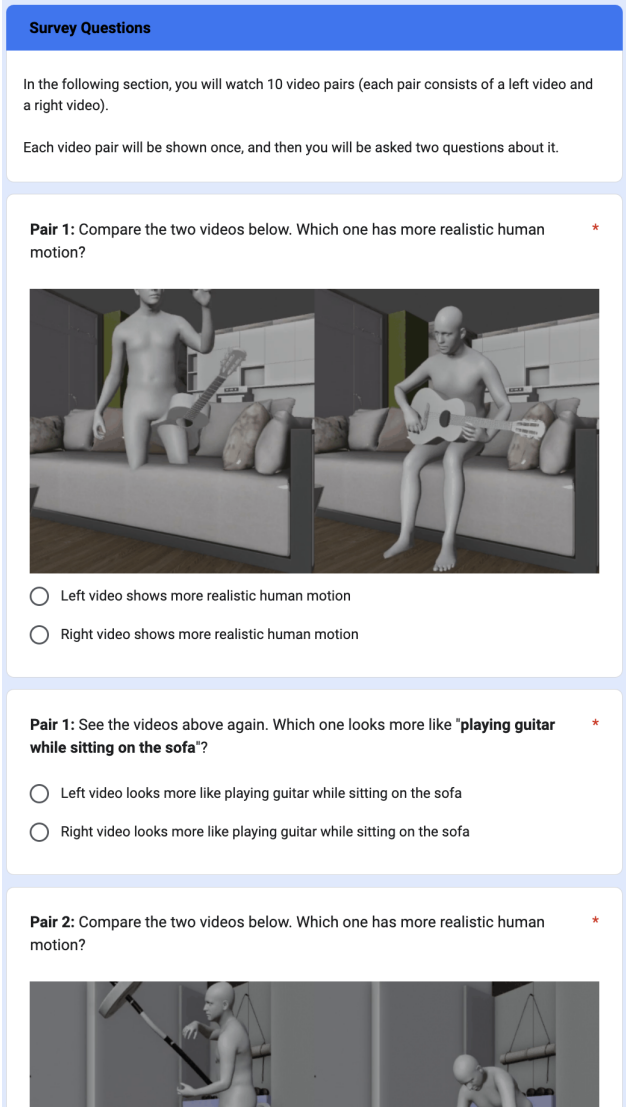 Survey Questions
In the following section, you will watch 10 video pairs (each pair consists of a left video and
a right video).
Each video pair will be shown once, and then you will be asked two questions about it.
Pair 1: Compare the two videos below. Which one has more realistic human *
motion?
Left video shows more realistic human motion
Right video shows more realistic human motion
Pair 1: See the videos above again. Which one looks more like "playing guitar *
while sitting on the sofa"?
Left video looks more like playing guitar while sitting on the sofa
Right video looks more like playing guitar while sitting on the sofa
Pair 2: Compare the two videos below. Which one has more realistic human *
motion?